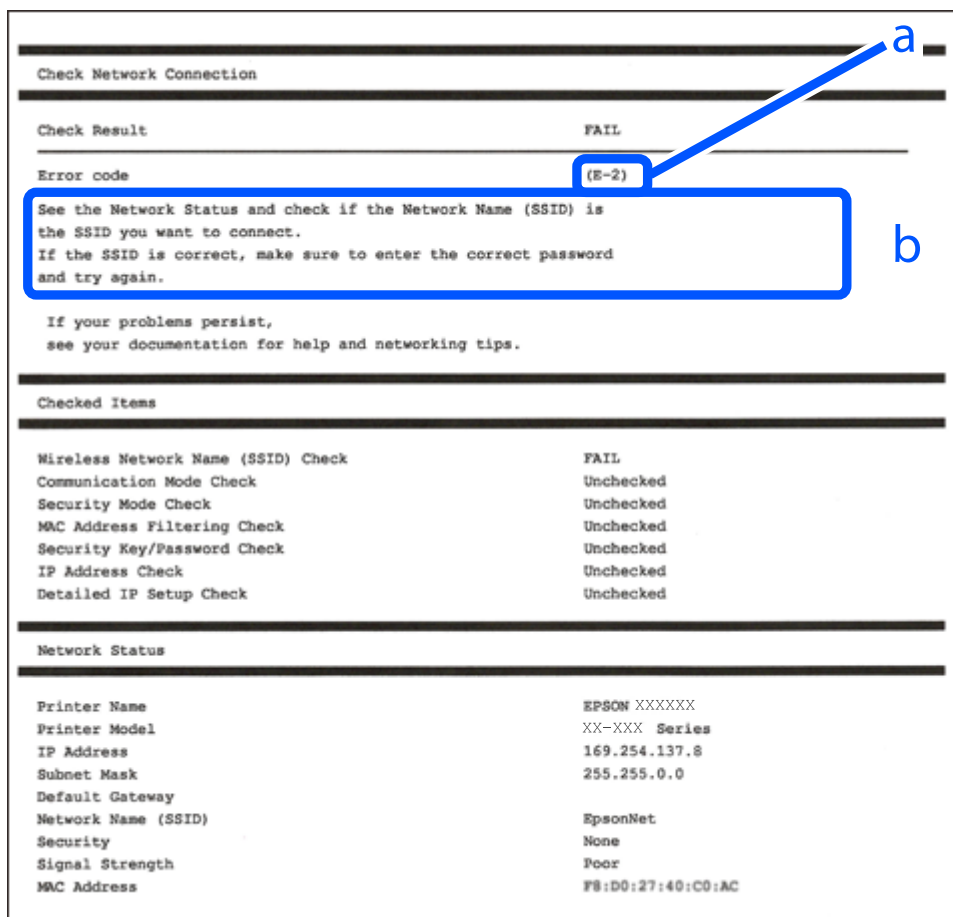 a
Check Network Connection
Check Result FAIL
Error code (E-2)
b
See the Network Status and check if the Network Name (SSID) is
the SSID you want to connect.
If the SSID is correct, make sure to enter the correct password
and try again.
If your problems persist,
see your documentation for help and networking tips.
Checked Items
Wireless Network Name (SSID) Check FAIL
Communication Mode Check Unchecked
Security Mode Check Unchecked
MAC Address Filtering Check Unchecked
Security Key/Password Check Unchecked
IP Address Check Unchecked
Detailed IP Setup Check Unchecked
Network Status
Printer Name EPSON XXXXXX
Printer Model XX-XXX Series
IP Address 169.254.137.8
Subnet Mask 255.255.0.0
Default Gateway
Network Name (SSID) EpsonNet
Security None
Signal Strength Poor
MAC Address F8:D0:27:40:C0:AC